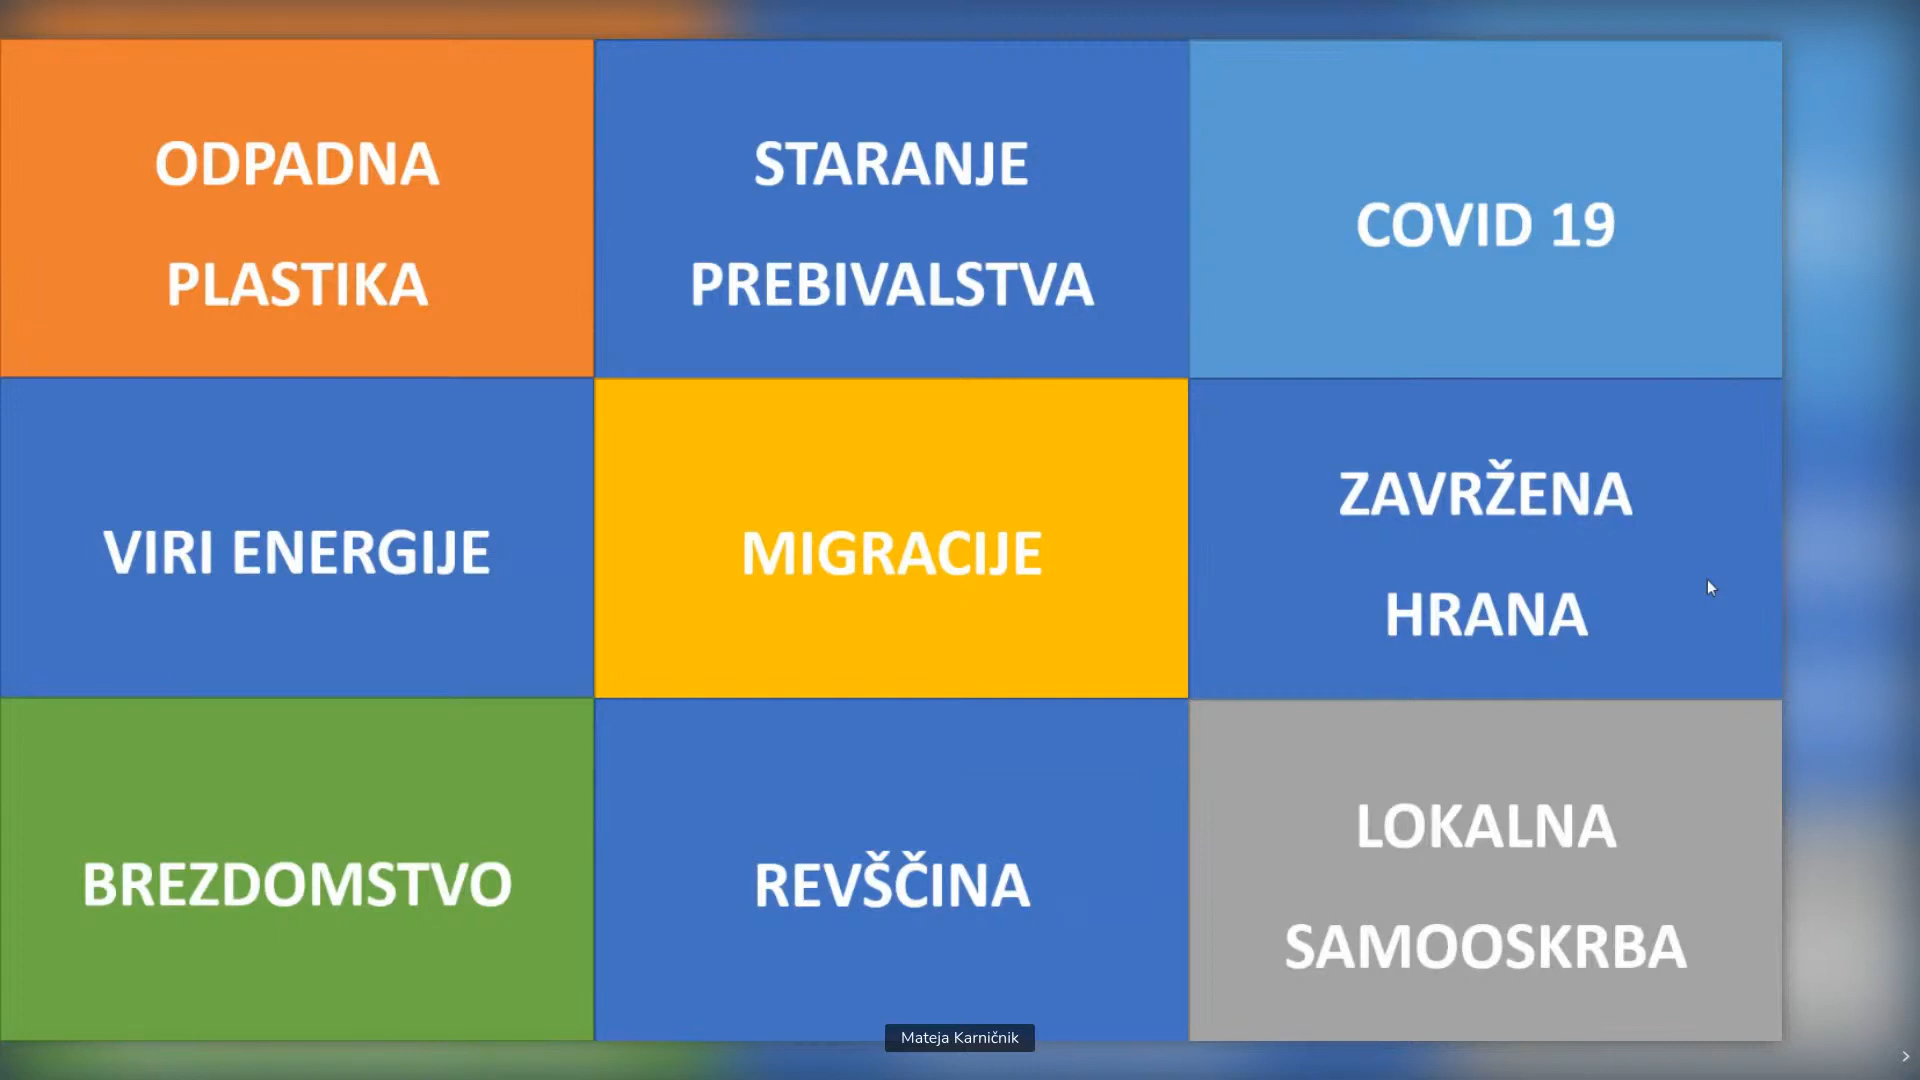 ODPADNA
PLASTIKA
STARANJE
PREBIVALSTVA
COVID 19
VIRI ENERGIJE
MIGRACIJE
ZAVRŽENA
HRANA
BREZDOMSTVO
REVŠČINA
LOKALNA
SAMOOSKRBA
Mateja Karničnik